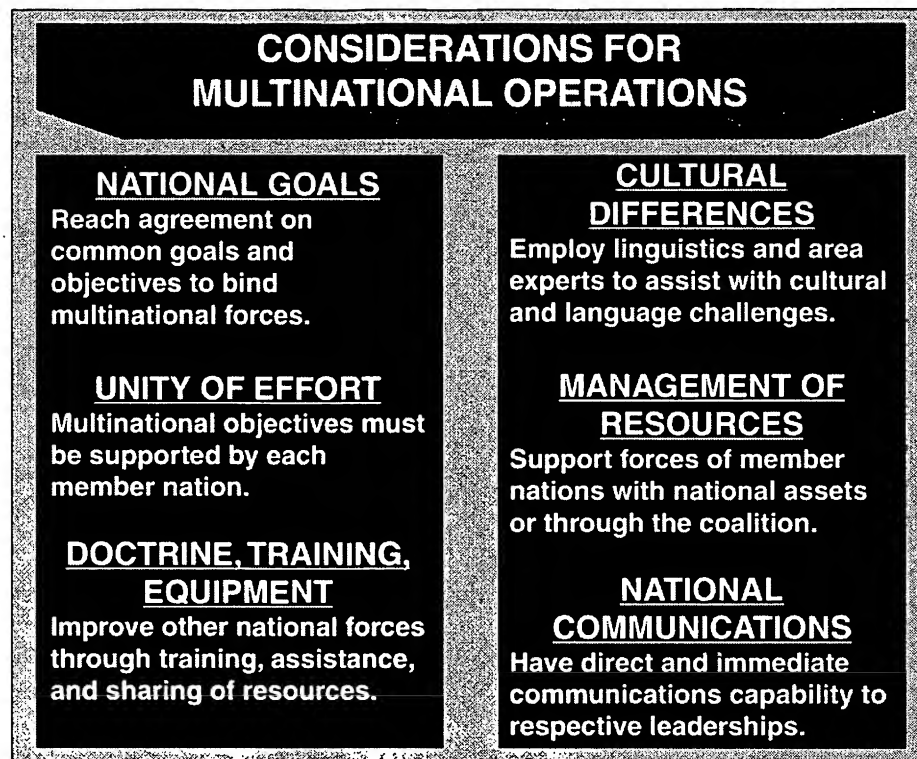 CONSIDERATIONS FOR
MULTINATIONAL OPERATIONS
NATIONAL GOALS
Reach agreement on
common goals and
objectives to bind
multinational forces.
UNITY OF EFFORT
Multinational objectives must
be supported by each
member nation.
DOCTRINE, TRAINING,
EQUIPMENT
Improve other national forces
through training, assistance,
and sharing of resources.
CULTURAL
DIFFERENCES
Employ linguistics and area
experts to assist with cultural
and language challenges.
MANAGEMENT OF
RESOURCES
Support forces of member
nations with national assets
or through the coalition.
NATIONAL
COMMUNICATIONS
Have direct and immediate
communications capability to
respective leaderships.